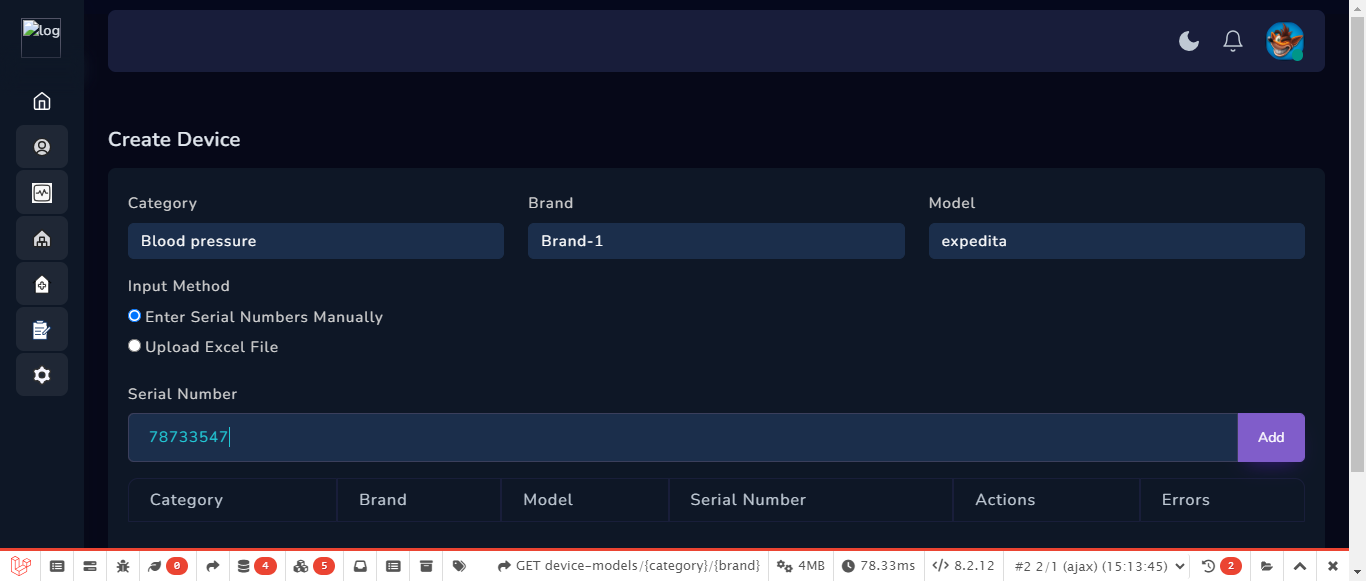 log
Create Device
Category Brand Model
Blood pressure Brand-1 expedita
Input Method
Enter Serial Numbers Manually
Upload Excel File
Serial Number
78733547 Add
Category Brand Model Serial Number Actions Errors
0 4 5 GET device-models/{category}/{brand} 4MB 78.33ms 8.2.12 #2 2/1 (ajax) (15:13:45) 2